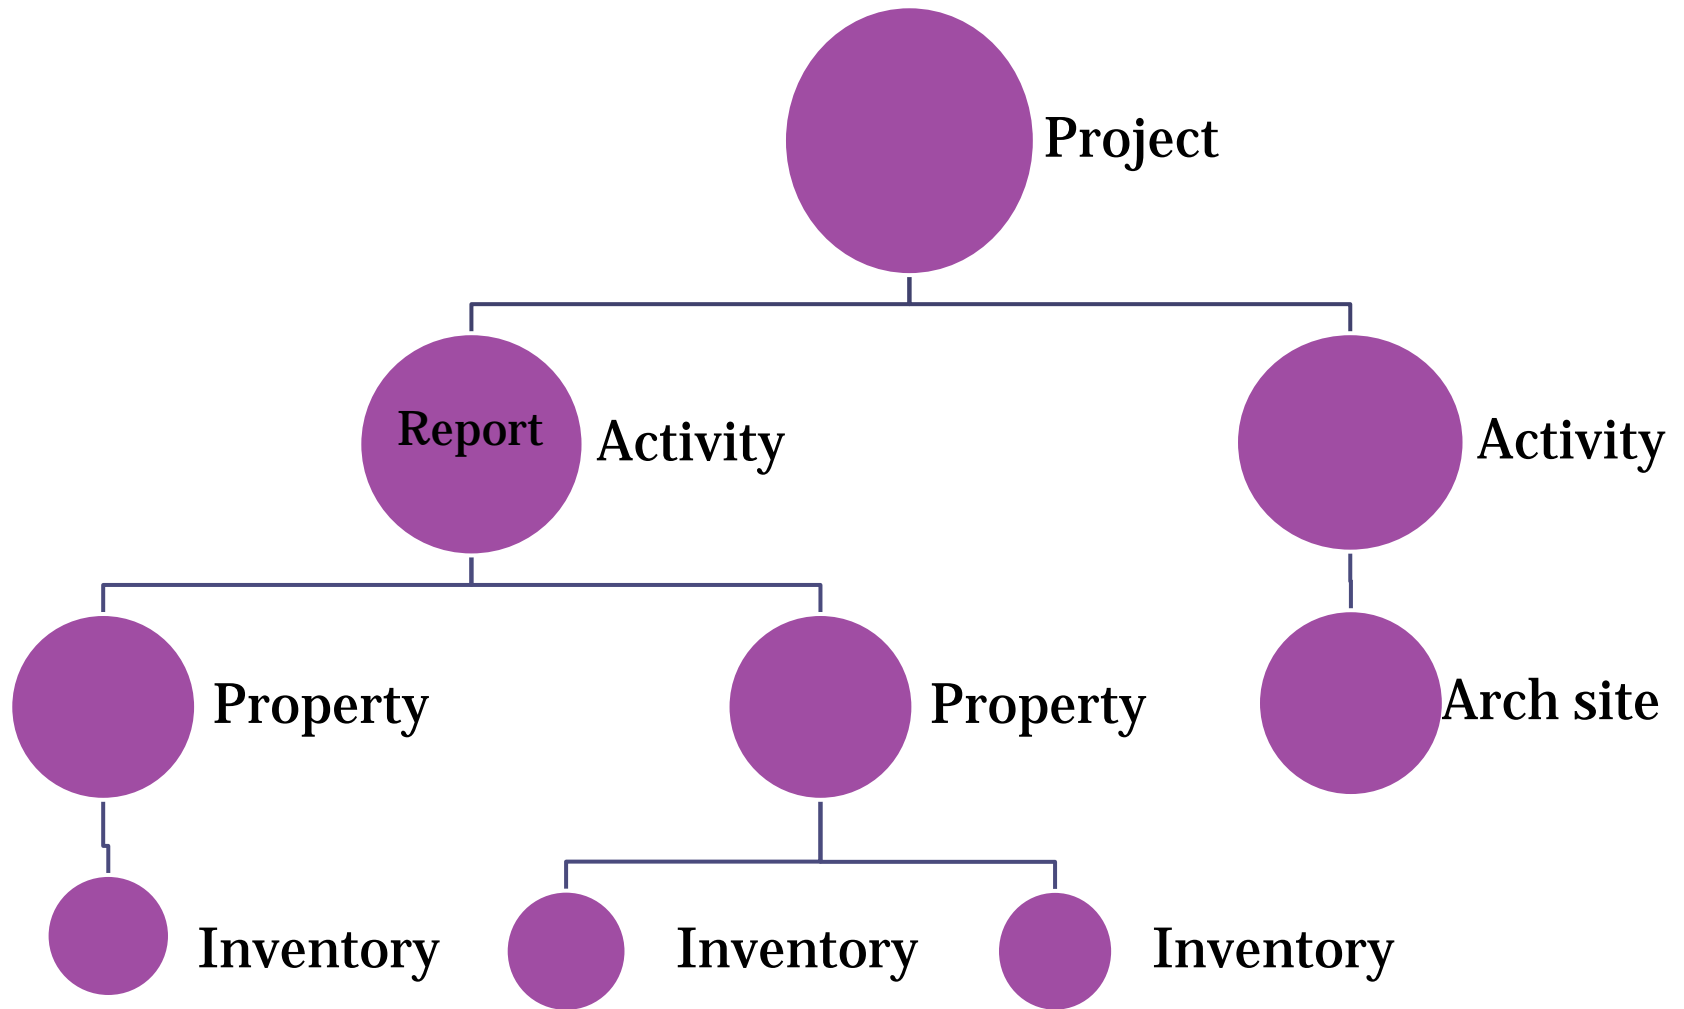 Project
Report
Activity
Activity
Property
Property
Arch site
Inventory
Inventory
Inventory